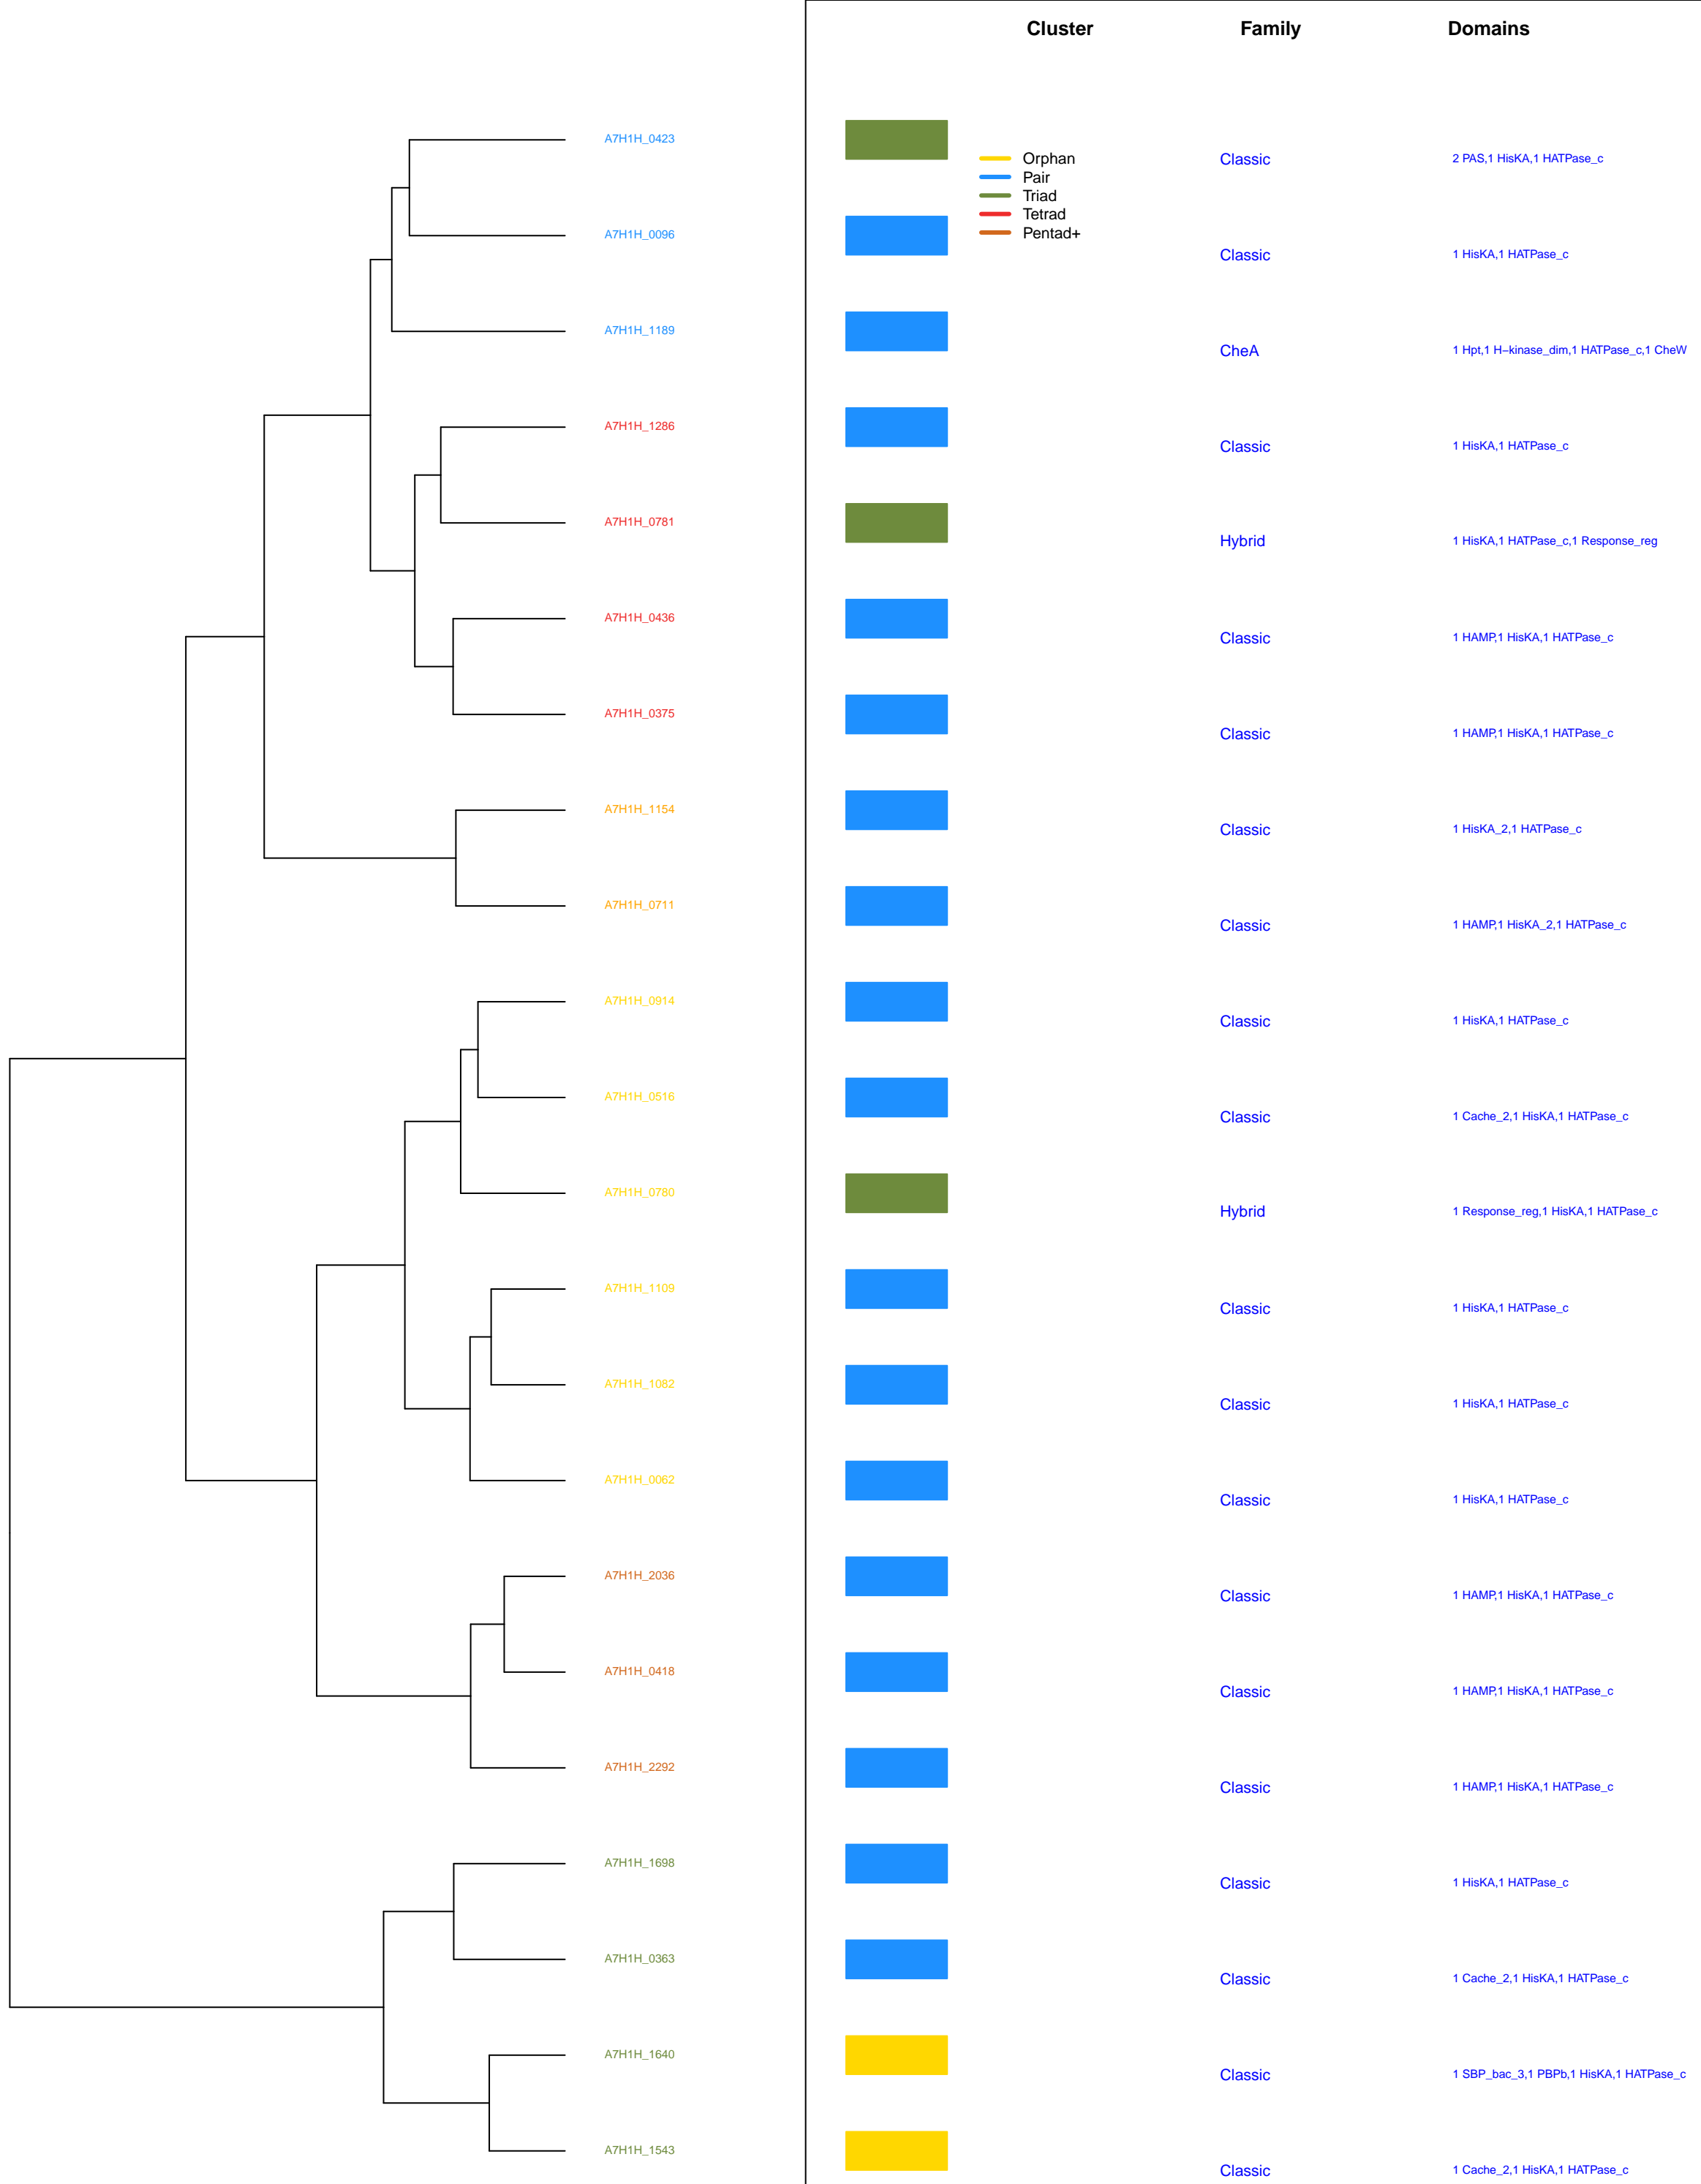 Cluster Family Domains
A7H1H_0423
Orphan
Classic 2 PAS,1 HisKA,1 HATPase_c
Pair
Triad
Tetrad
A7H1H_0096 Pentad+
Classic 1 HisKA,1 HATPase_c
A7H1H_1189
CheA 1 Hpt,1 H−kinase_dim,1 HATPase_c,1 CheW
A7H1H_1286
Classic 1 HisKA,1 HATPase_c
A7H1H_0781
Hybrid 1 HisKA,1 HATPase_c,1 Response_reg
A7H1H_0436
Classic 1 HAMP,1 HisKA,1 HATPase_c
A7H1H_0375
Classic 1 HAMP,1 HisKA,1 HATPase_c
A7H1H_1154
Classic 1 HisKA_2,1 HATPase_c
A7H1H_0711
Classic 1 HAMP,1 HisKA_2,1 HATPase_c
A7H1H_0914
Classic 1 HisKA,1 HATPase_c
A7H1H_0516
Classic 1 Cache_2,1 HisKA,1 HATPase_c
A7H1H_0780
Hybrid 1 Response_reg,1 HisKA,1 HATPase_c
A7H1H_1109
Classic 1 HisKA,1 HATPase_c
A7H1H_1082
Classic 1 HisKA,1 HATPase_c
A7H1H_0062
Classic 1 HisKA,1 HATPase_c
A7H1H_2036
Classic 1 HAMP,1 HisKA,1 HATPase_c
A7H1H_0418
Classic 1 HAMP,1 HisKA,1 HATPase_c
A7H1H_2292
Classic 1 HAMP,1 HisKA,1 HATPase_c
A7H1H_1698
Classic 1 HisKA,1 HATPase_c
A7H1H_0363
Classic 1 Cache_2,1 HisKA,1 HATPase_c
A7H1H_1640
Classic 1 SBP_bac_3,1 PBPb,1 HisKA,1 HATPase_c
A7H1H_1543
Classic 1 Cache_2,1 HisKA,1 HATPase_c